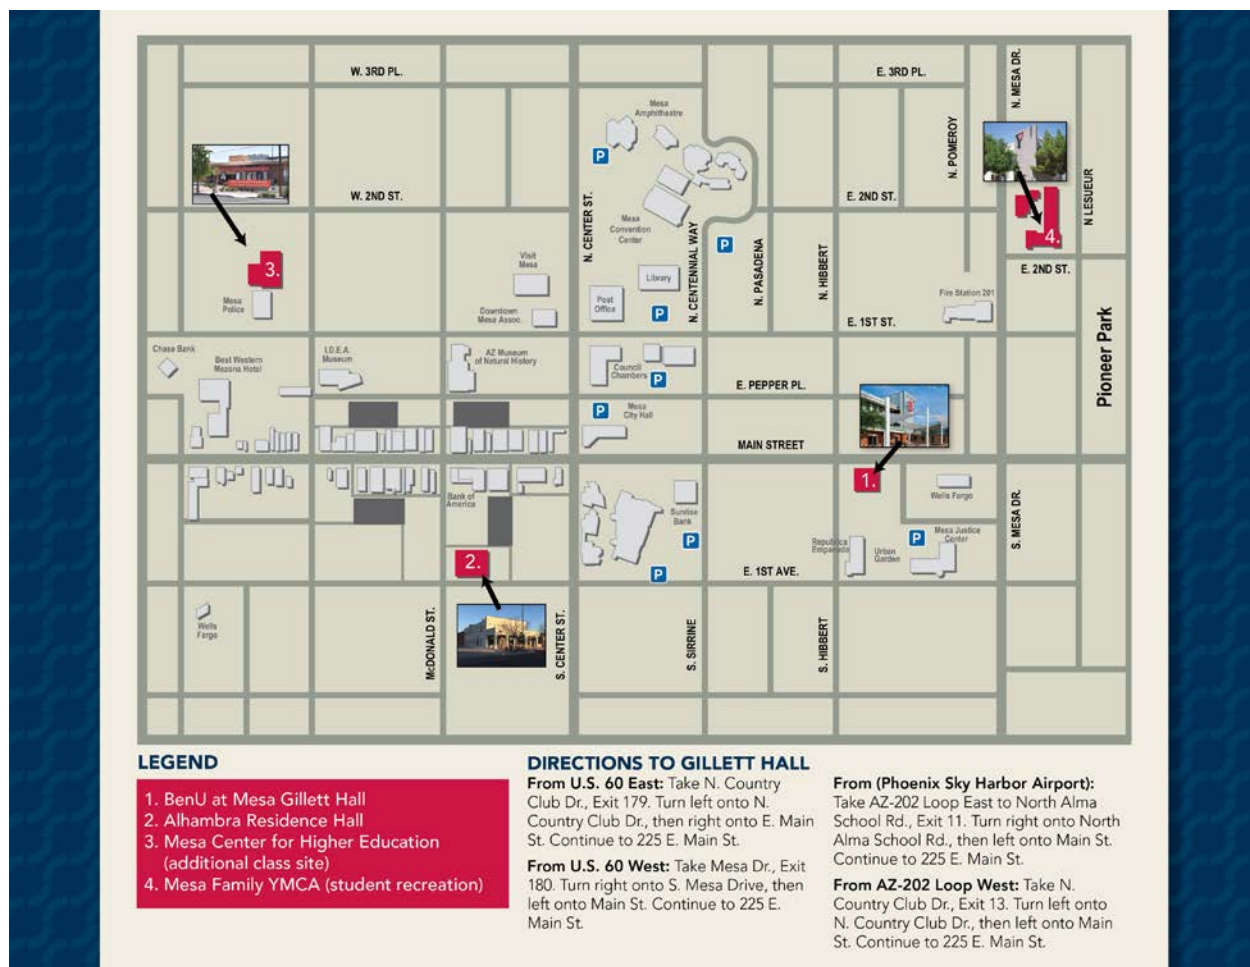 W. 3RD PL.
E. 3RD PL.
N. MESA DR.
Mesa
Amphitheatre
P
N. POMEROY
W. 2ND ST.
E. 2ND ST.
N LESUEUR
N. CENTER ST.
Mesa
Convention
Center
4.
N. CENTENNIAL WAY
P
N. PASADENA
N. HIBBERT
3.
Visit
Mesa
E. 2ND ST.
Library
Mesa
Police
Post
Office
Fire Station 201
Downtown
Mesa Assoc.
P
E. 1ST ST.
Pioneer Park
Chase Bank
Best Western
Mezona Hotel
I.D.E.A.
Museum
AZ Museum
of Natural History
Council
Chambers
P
E. PEPPER PL.
P
Mesa
City Hall
MAIN STREET
1.
Bank of
America
Wells Fargo
Sunrise
Bank
S. MESA DR.
P
Republica
Empanada
Urban
Garden
P
Mesa Justice
Center
2.
P
E. 1ST AVE.
Wells
Fargo
McDONALD ST.
S. CENTER ST.
S. SIRRINE
S. HIBBERT
LEGEND
1. BenU at Mesa Gillett Hall
2. Alhambra Residence Hall
3. Mesa Center for Higher Education
(additional class site)
4. Mesa Family YMCA (student recreation)
DIRECTIONS TO GILLETT HALL
From U.S. 60 East: Take N. Country
Club Dr., Exit 179. Turn left onto N.
Country Club Dr., then right onto E. Main
St. Continue to 225 E. Main St.
From U.S. 60 West: Take Mesa Dr., Exit
180. Turn right onto S. Mesa Drive, then
left onto Main St. Continue to 225 E.
Main St.
From (Phoenix Sky Harbor Airport):
Take AZ-202 Loop East to North Alma
School Rd., Exit 11. Turn right onto North
Alma School Rd., then left onto Main St.
Continue to 225 E. Main St.
From AZ-202 Loop West: Take N.
Country Club Dr., Exit 13. Turn left onto
N. Country Club Dr., then left onto Main
St. Continue to 225 E. Main St.